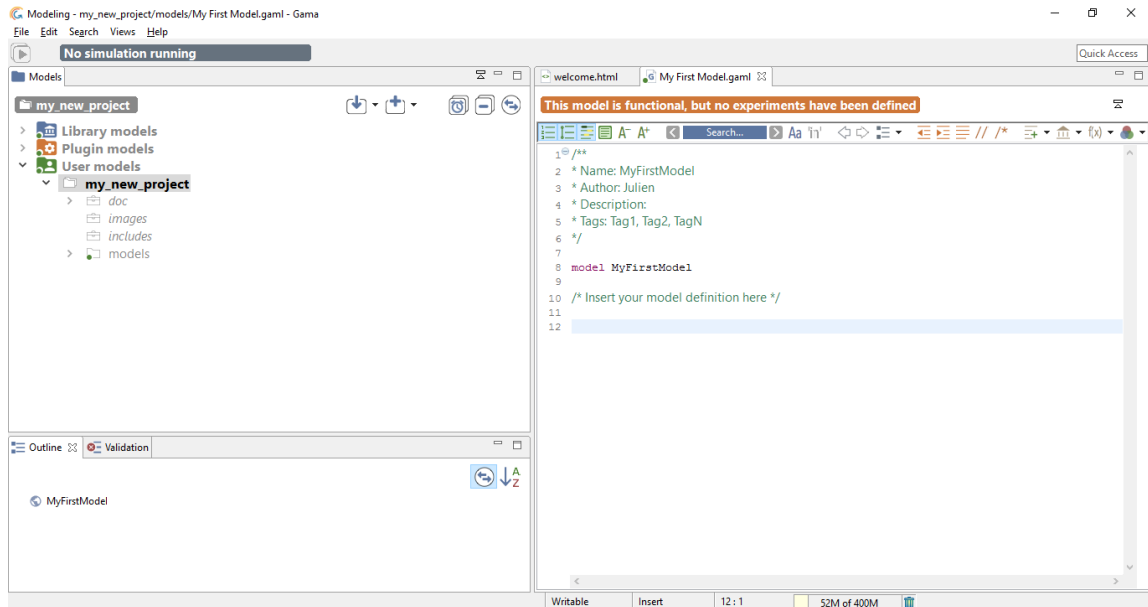 Modeling - my_new_project/models/My First Model.gaml - Gama
File Edit Search Views Help
No simulation running
Quick Access
Models
my_new_project
Library models
Plugin models
User models
my_new_project
doc
images
includes
models
Outline
Validation
A
Z
MyFirstModel
welcome.html
My First Model.gaml
This model is functional, but no experiments have been defined
A- A+ Search... Aa // /* f(x)
1 /**
2 * Name: MyFirstModel
3 * Author: Julien
4 * Description:
5 * Tags: Tag1, Tag2, TagN
6 */
7
8 model MyFirstModel
9
10 /* Insert your model definition here */
11
12
Writable Insert 12 : 1 52M of 400M